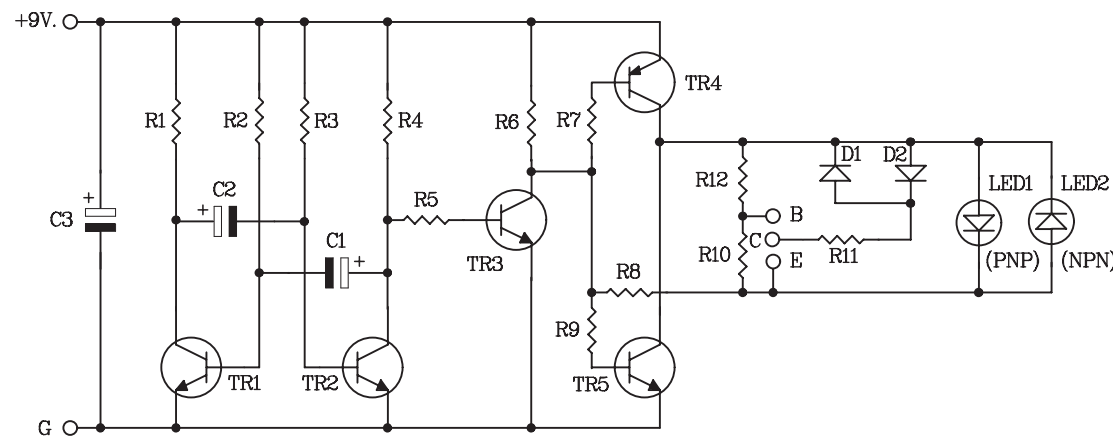 +9V.
TR4
R1 R2 R3 R4 R6 R7
D1 D2
R12
LED1 LED2
C2
C3 + + R5 B
C
C1 +
TR3
R10 R11
E
(PNP) (NPN)
R8
R9
TR1 TR2 TR5
G